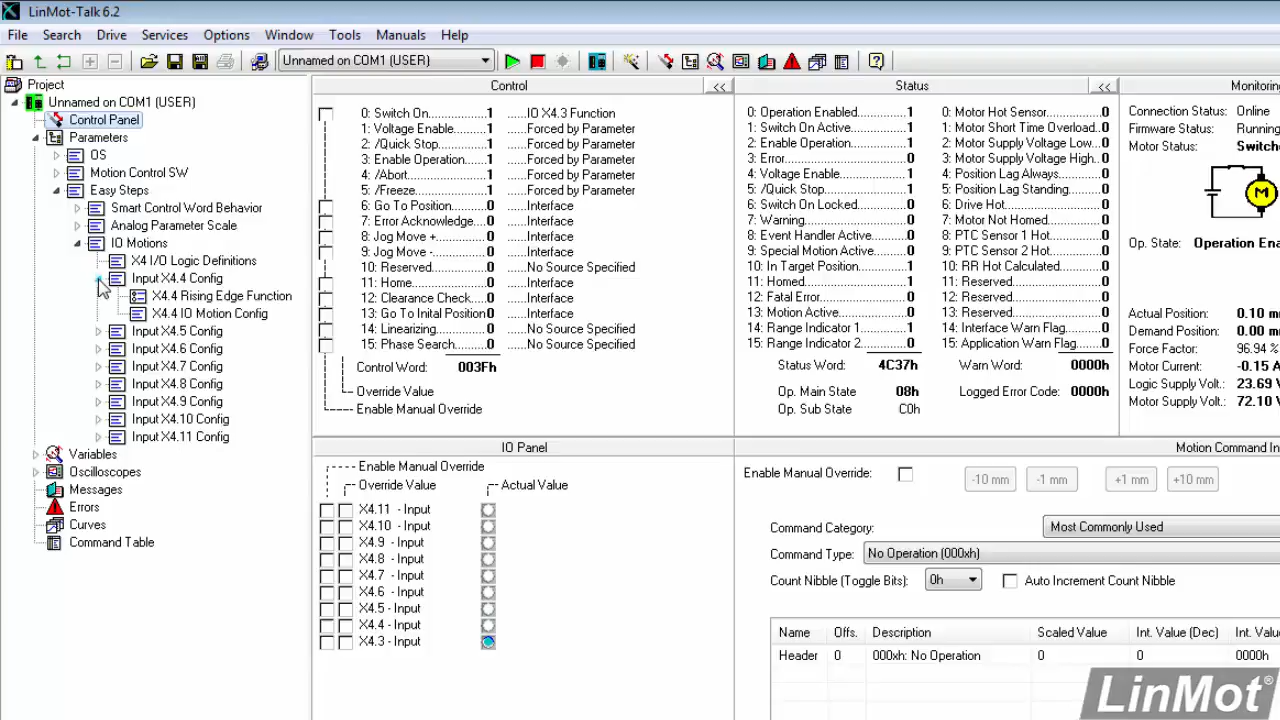 LinMot-Talk 6.2
File Search Drive Services Options Window Tools Manuals Help
Unnamed on COM1 (USER)
Project
Unnamed on COM1 (USER)
Control Panel
Parameters
OS
Motion Control SW
Easy Steps
Smart Control Word Behavior
Analog Parameter Scale
IO Motions
X4 I/O Logic Definitions
Input X4.4 Config
X4.4 Rising Edge Function
X4.4 IO Motion Config
Input X4.5 Config
Input X4.6 Config
Input X4.7 Config
Input X4.8 Config
Input X4.9 Config
Input X4.10 Config
Input X4.11 Config
Variables
Oscilloscopes
Messages
Errors
Curves
Command Table
Control <<
0: Switch On 1 IO X4.3 Function
1: Voltage Enable 1 Forced by Parameter
2: /Quick Stop 1 Forced by Parameter
3: Enable Operation 1 Forced by Parameter
4: /Abort 1 Forced by Parameter
5: /Freeze 1 Forced by Parameter
6: Go To Position 0 Interface
7: Error Acknowledge 0 Interface
8: Jog Move + 0 Interface
9: Jog Move - 0 Interface
10: Reserved 0 No Source Specified
11: Home 0 Interface
12: Clearance Check 0 Interface
13: Go To Inital Position 0 Interface
14: Linearizing 0 No Source Specified
15: Phase Search 0 No Source Specified
Control Word: 003Fh
Override Value
Enable Manual Override
Status <<
0: Operation Enabled 1
1: Switch On Active 1
2: Enable Operation 1
3: Error 0
4: Voltage Enable 1
5: /Quick Stop 1
6: Switch On Locked 0
7: Warning 0
8: Event Handler Active 0
9: Special Motion Active 0
10: In Target Position 1
11: Homed 1
12: Fatal Error 0
13: Motion Active 0
14: Range Indicator 1 1
15: Range Indicator 2 0
Status Word: 4C37h
Op. Main State 08h
Op. Sub State C0h
0: Motor Hot Sensor 0
1: Motor Short Time Overload 0
2: Motor Supply Voltage Low 0
3: Motor Supply Voltage High 0
4: Position Lag Always 0
5: Position Lag Standing 0
6: Drive Hot 0
7: Motor Not Homed 0
8: PTC Sensor 1 Hot 0
9: PTC Sensor 2 Hot 0
10: RR Hot Calculated 0
11: Reserved 0
12: Reserved 0
13: Reserved 0
14: Interface Warn Flag 0
15: Application Warn Flag 0
Warn Word: 0000h
Logged Error Code: 0000h
Monitoring
Connection Status: Online
Firmware Status: Running
Motor Status: Switche
M
Op. State: Operation Ena
Actual Position: 0.10 m
Demand Position: 0.00 m
Force Factor: 96.94 %
Motor Current: -0.15 A
Logic Supply Volt.: 23.69 V
Motor Supply Volt.: 72.10 V
IO Panel
Enable Manual Override
Override Value Actual Value
X4.11 - Input
X4.10 - Input
X4.9 - Input
X4.8 - Input
X4.7 - Input
X4.6 - Input
X4.5 - Input
X4.4 - Input
X4.3 - Input
Motion Command In
Enable Manual Override: -10 mm -1 mm +1 mm +10 mm
Command Category: Most Commonly Used
Command Type: No Operation (000xh)
Count Nibble (Toggle Bits): 0h Auto Increment Count Nibble
Name Offs. Description Scaled Value Int. Value (Dec) Int. Valu
Header 0 000xh: No Operation 0 0 0000h
LinMot®